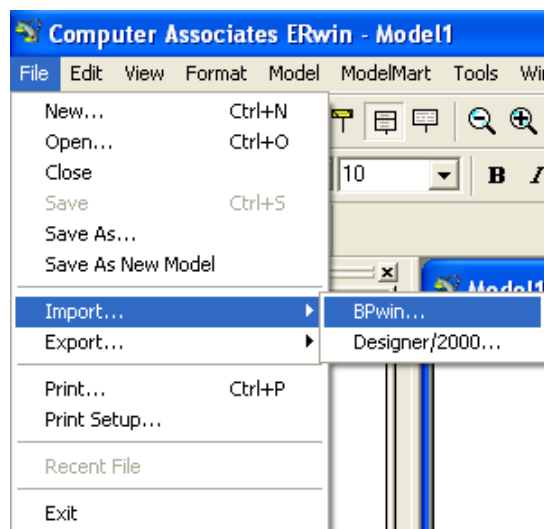 Computer Associates ERwin - Model1
File Edit View Format Model ModelMart Tools
New... Ctrl+N
Open... Ctrl+O
10 B I
Close
Save Ctrl+S
Save As...
Save As New Model
Model1
Import... BPwin...
Export... Designer/2000...
Print... Ctrl+P
Print Setup...
Recent File
Exit